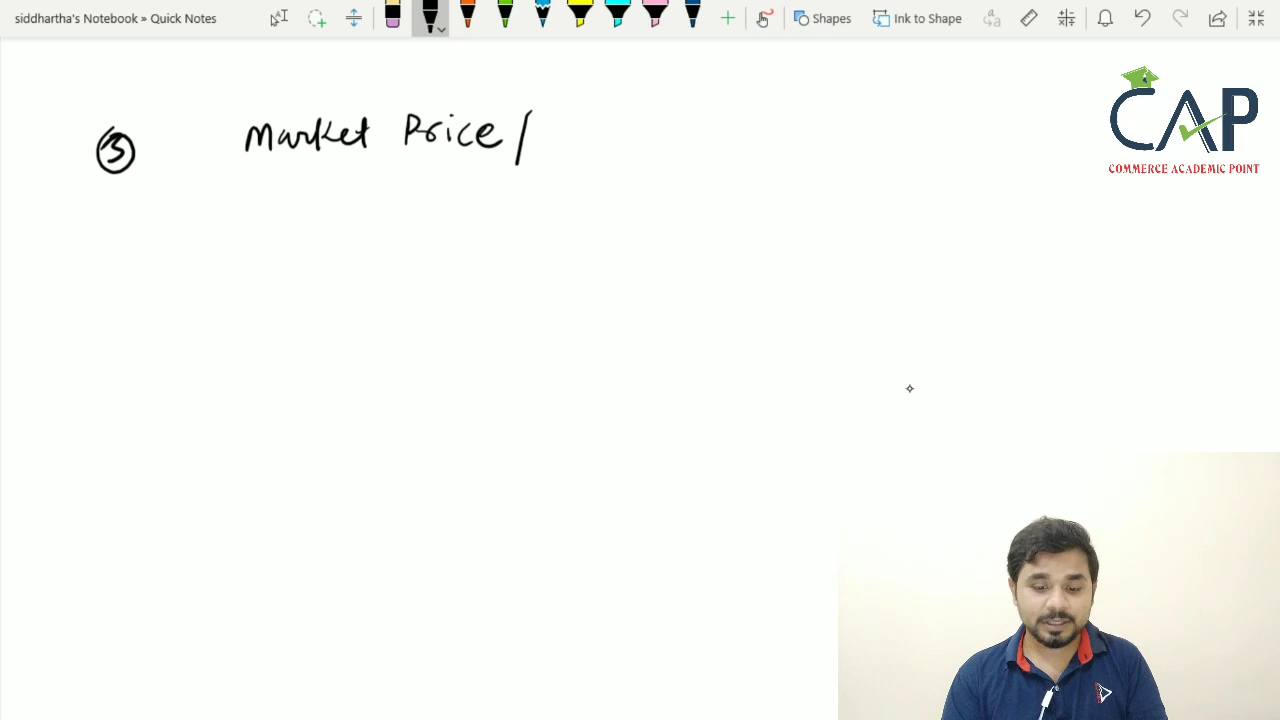 siddhartha's Notebook » Quick Notes
Shapes
Ink to Shape
CAP
COMMERCE ACADEMIC POINT
③ Market Price /